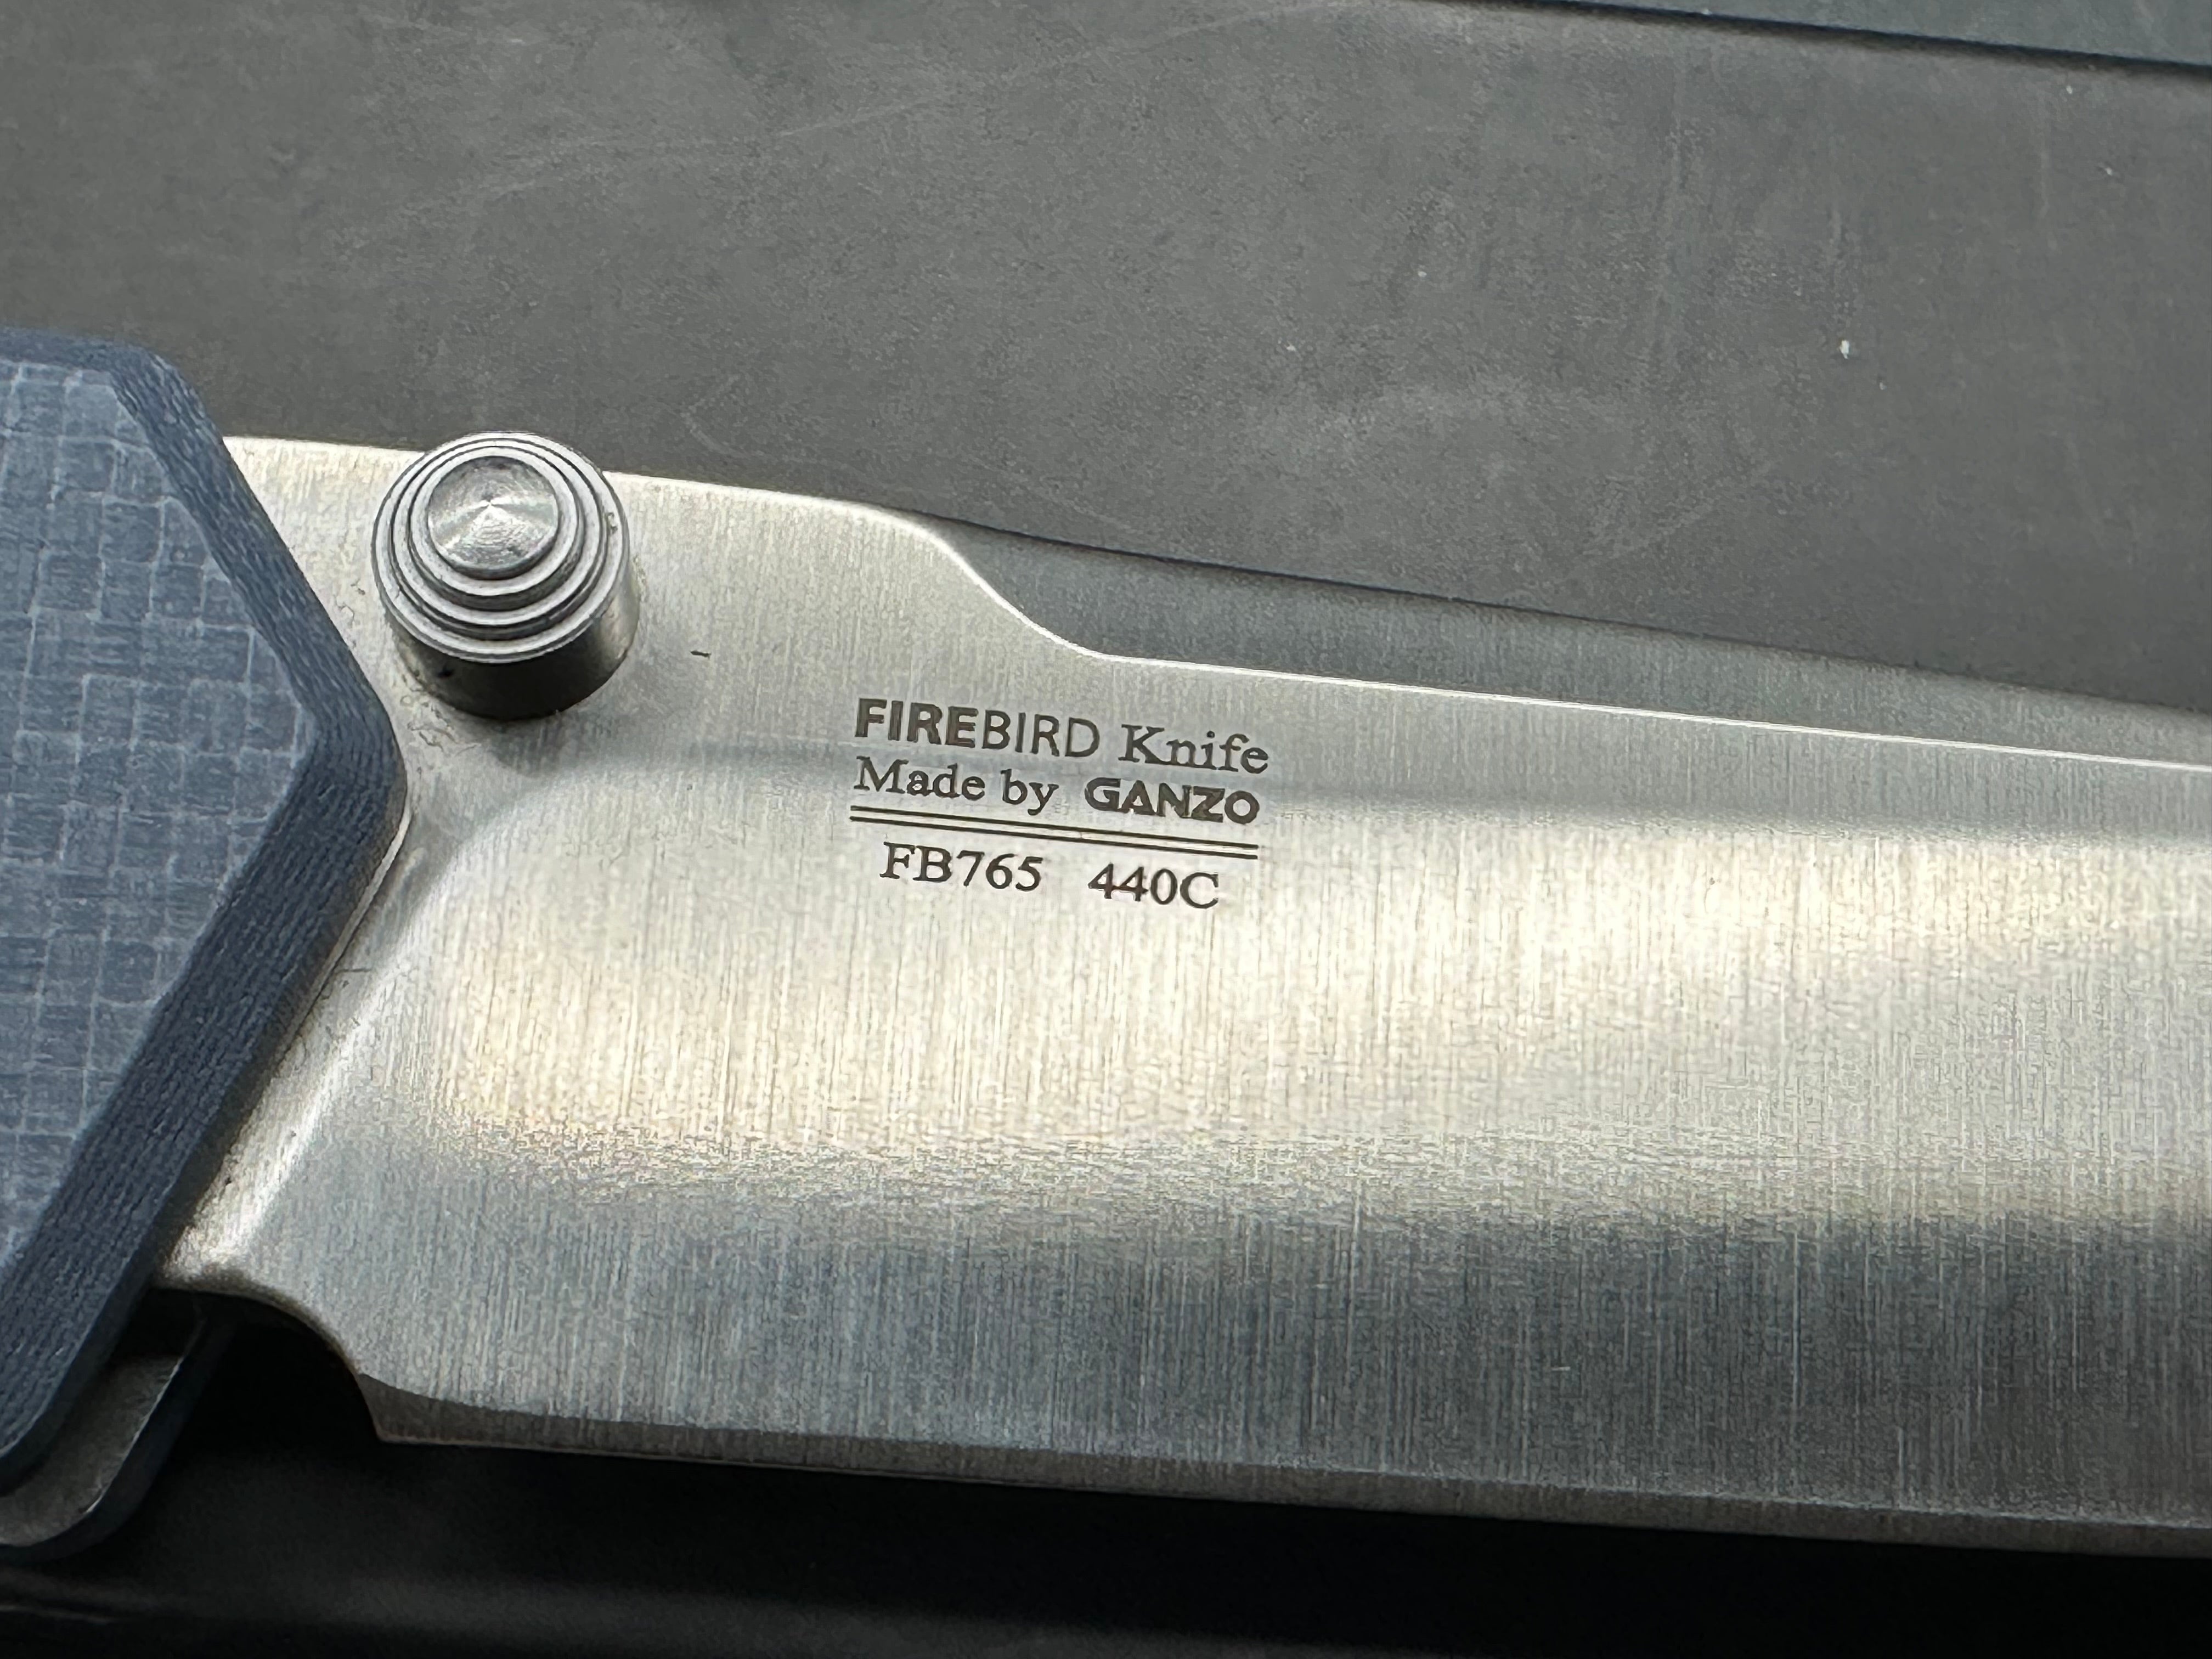 FIREBIRD Knife
Made by GANZO
FB765 440C